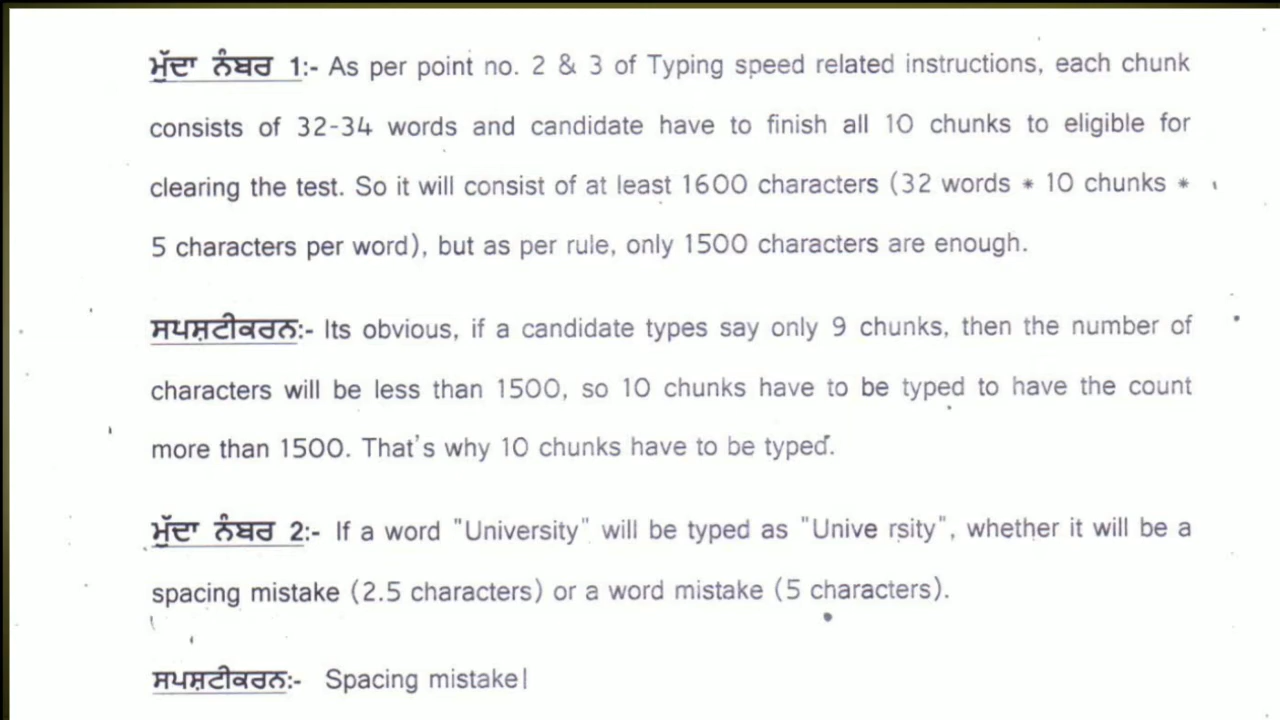 ਮੁੱਦਾ ਨੰਬਰ 1:- As per point no. 2 & 3 of Typing speed related instructions, each chunk
consists of 32-34 words and candidate have to finish all 10 chunks to eligible for
clearing the test. So it will consist of at least 1600 characters (32 words * 10 chunks *
5 characters per word), but as per rule, only 1500 characters are enough.
ਸਪਸ਼ਟੀਕਰਨ:- Its obvious, if a candidate types say only 9 chunks, then the number of
characters will be less than 1500, so 10 chunks have to be typed to have the count
more than 1500. That's why 10 chunks have to be typed.
ਮੁੱਦਾ ਨੰਬਰ 2:- If a word "University" will be typed as "Unive rsity", whether it will be a
spacing mistake (2.5 characters) or a word mistake (5 characters).
ਸਪਸ਼ਟੀਕਰਨ:- Spacing mistake|